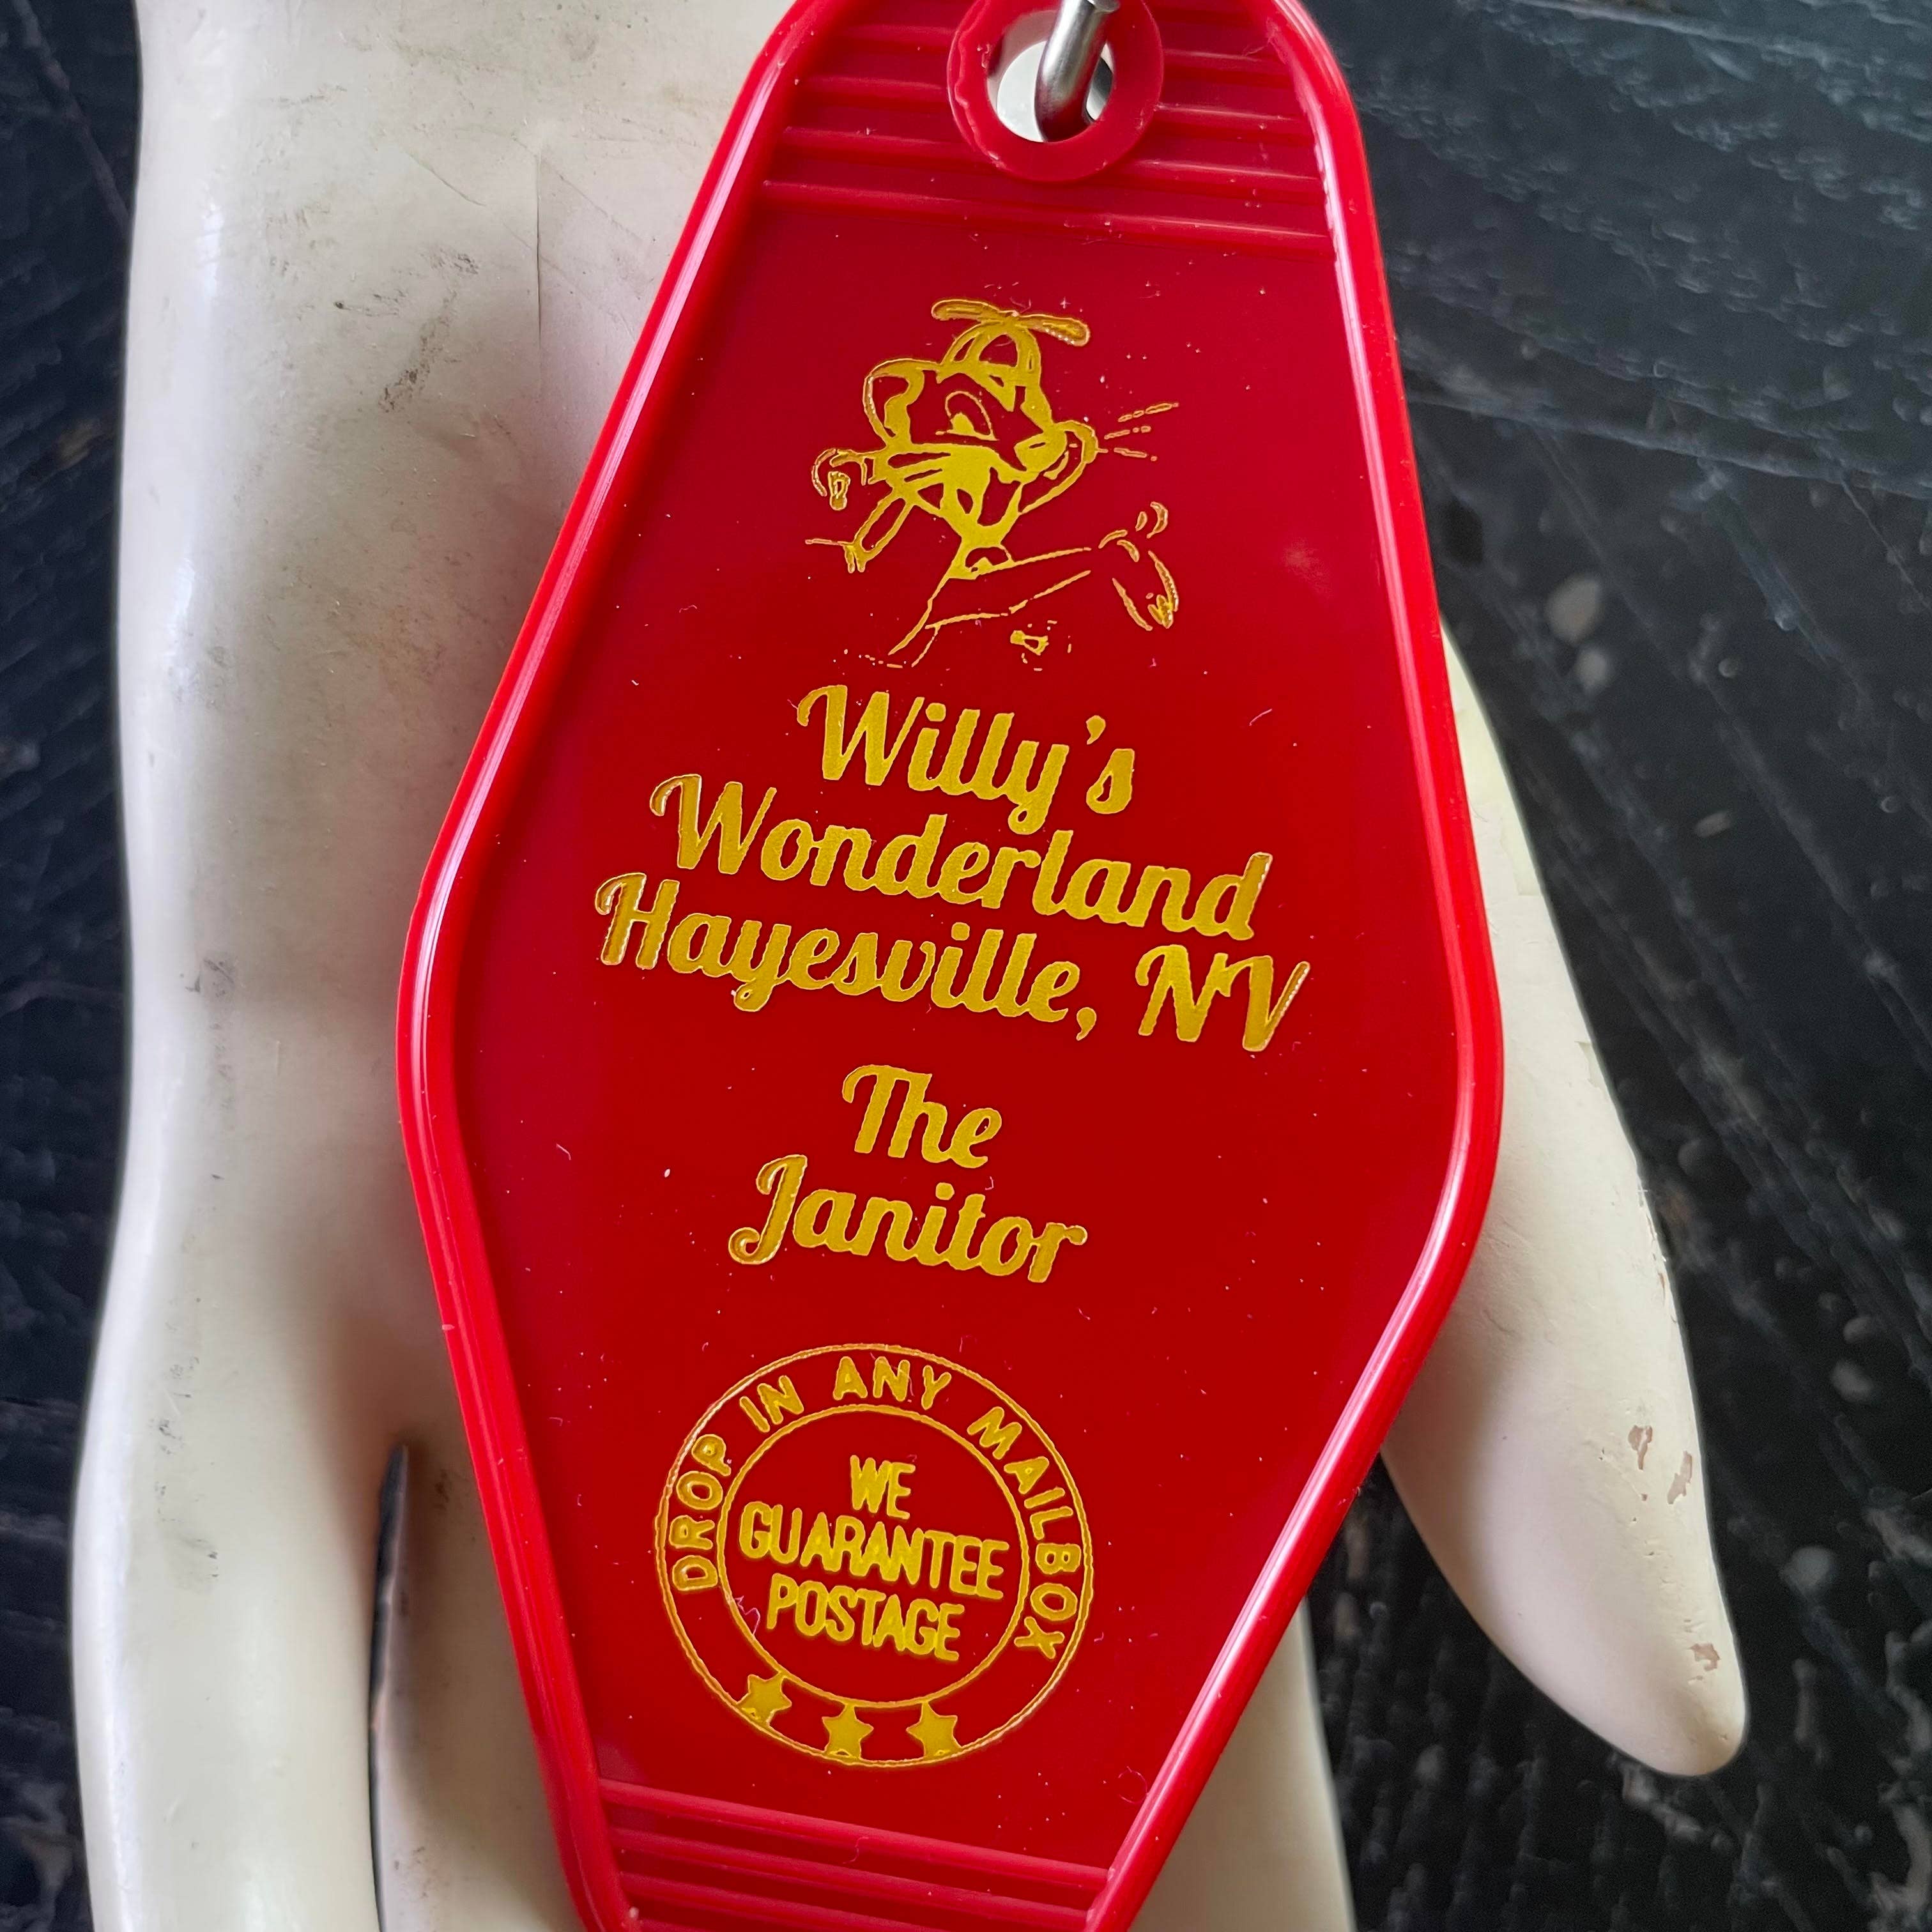 Willy's
Wonderland
Hayesville, NV
The
Janitor
DROP IN ANY MAILBOX
WE
GUARANTEE
POSTAGE